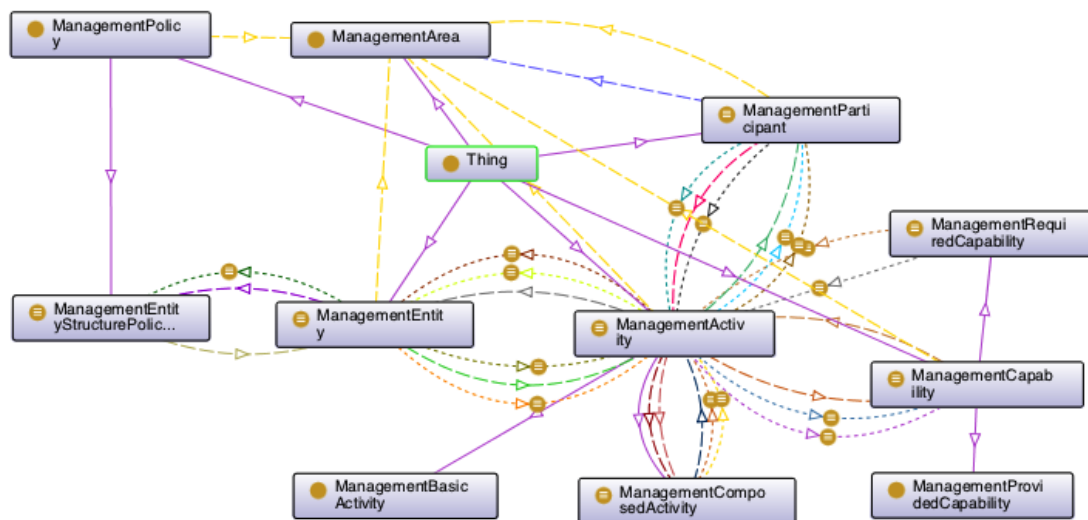 ManagementPolic
y
ManagementArea
ManagementParti
cipant
Thing
ManagementRequi
redCapability
ManagementEntit
yStructurePolic...
ManagementEntit
y
ManagementActiv
ity
ManagementCapab
ility
ManagementBasic
Activity
ManagementCompo
sedActivity
ManagementProvi
dedCapability